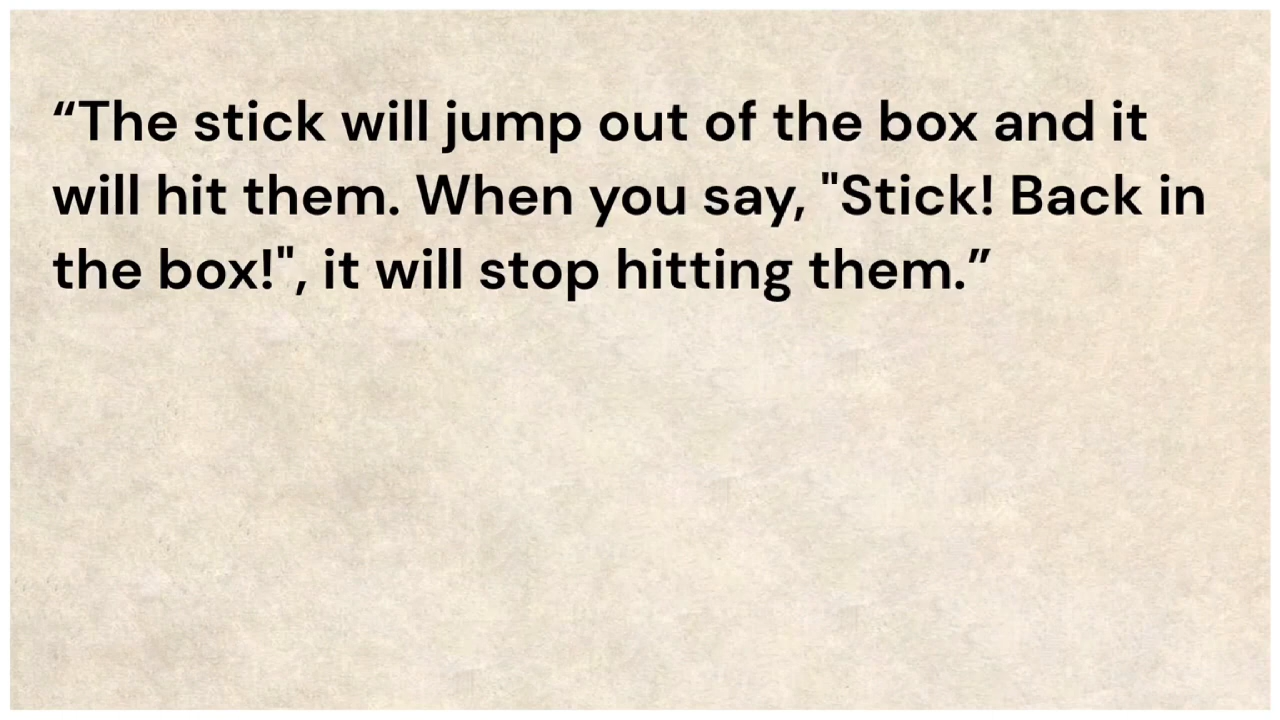 “The stick will jump out of the box and it
will hit them. When you say, "Stick! Back in
the box!", it will stop hitting them.”